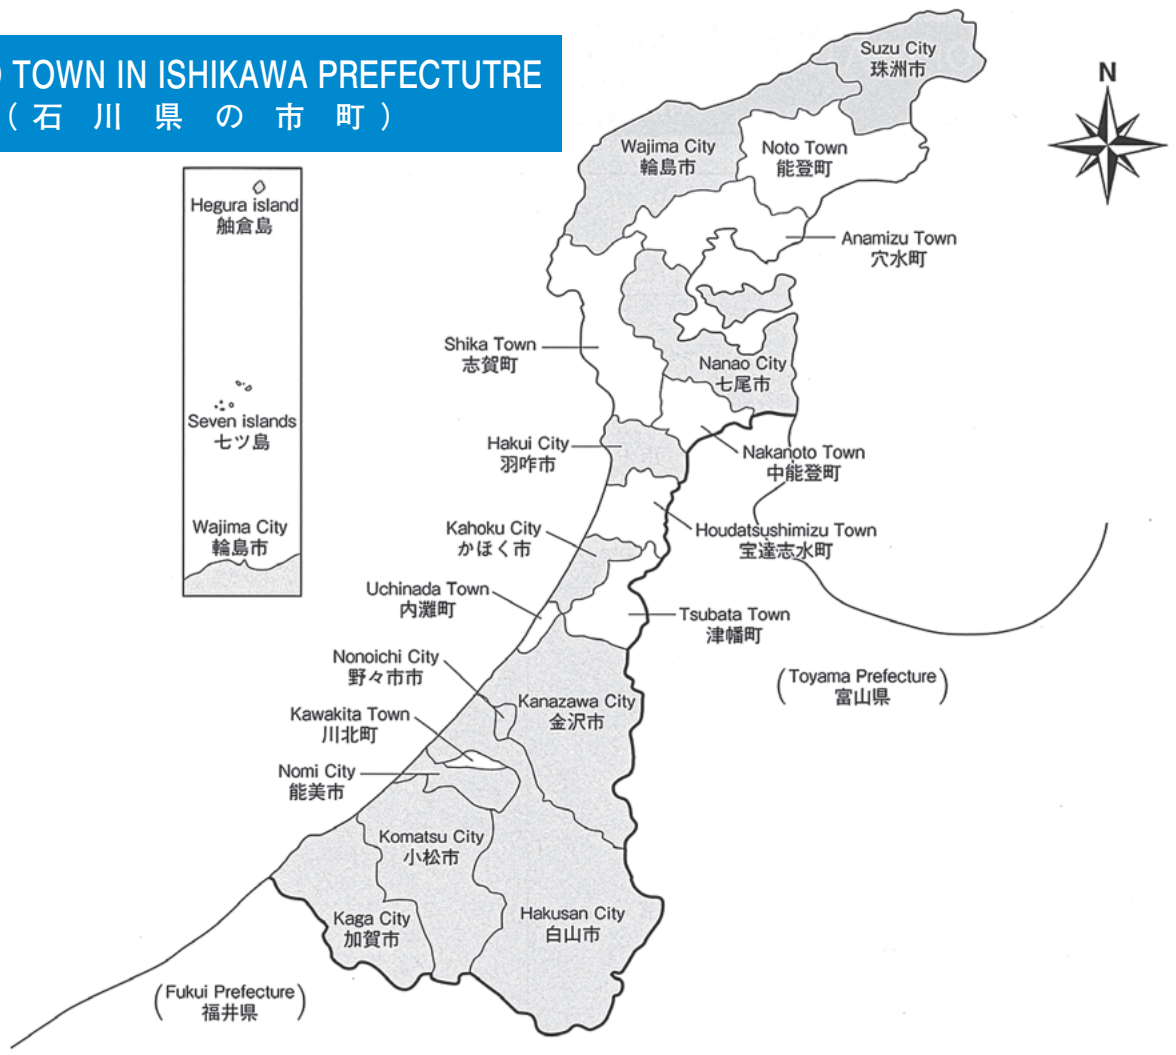 TOWN IN ISHIKAWA PREFECTUTRE
(石川県の市町)
N
Suzu City
珠洲市
Wajima City
輪島市
Noto Town
能登町
Hegura island
舳倉島
Anamizu Town
穴水町
Shika Town
志賀町
Nanao City
七尾市
Seven islands
七ツ島
Hakui City
羽咋市
Nakanoto Town
中能登町
Wajima City
輪島市
Kahoku City
かほく市
Houdatsushimizu Town
宝達志水町
Uchinada Town
内灘町
Tsubata Town
津幡町
Nonoichi City
野々市市
(Toyama Prefecture)
富山県
Kanazawa City
金沢市
Kawakita Town
川北町
Nomi City
能美市
Komatsu City
小松市
Kaga City
加賀市
Hakusan City
白山市
(Fukui Prefecture)
福井県